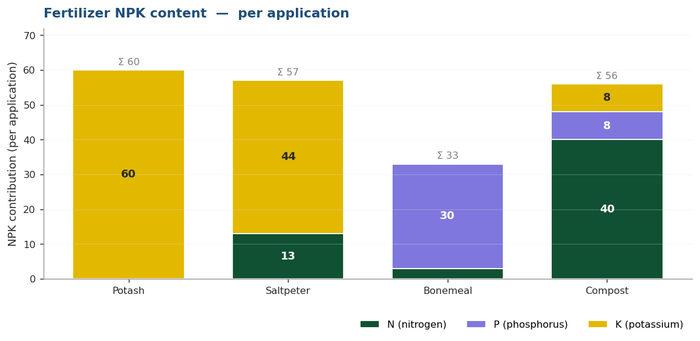 Fertilizer NPK content — per application
NPK contribution (per application)
70
60
50
40
30
20
10
0
Σ 60
60
Σ 57
44
13
Σ 33
30
Σ 56
8
8
40
Potash
Saltpeter
Bonemeal
Compost
N (nitrogen)
P (phosphorus)
K (potassium)